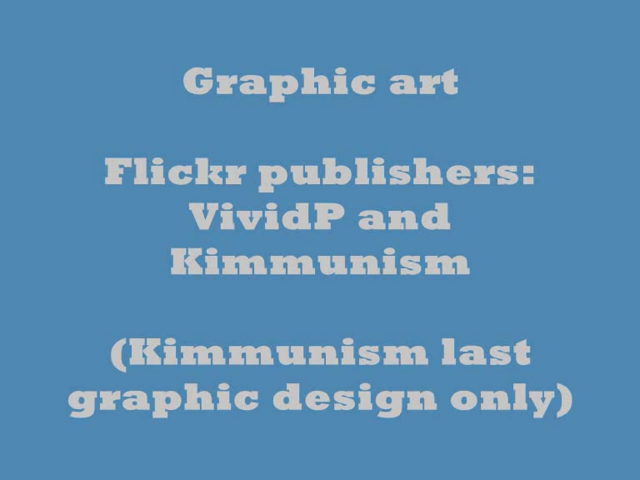 Graphic art
Flickr publishers:
VividP and
Kimmunism
(Kimmunism last
graphic design only)